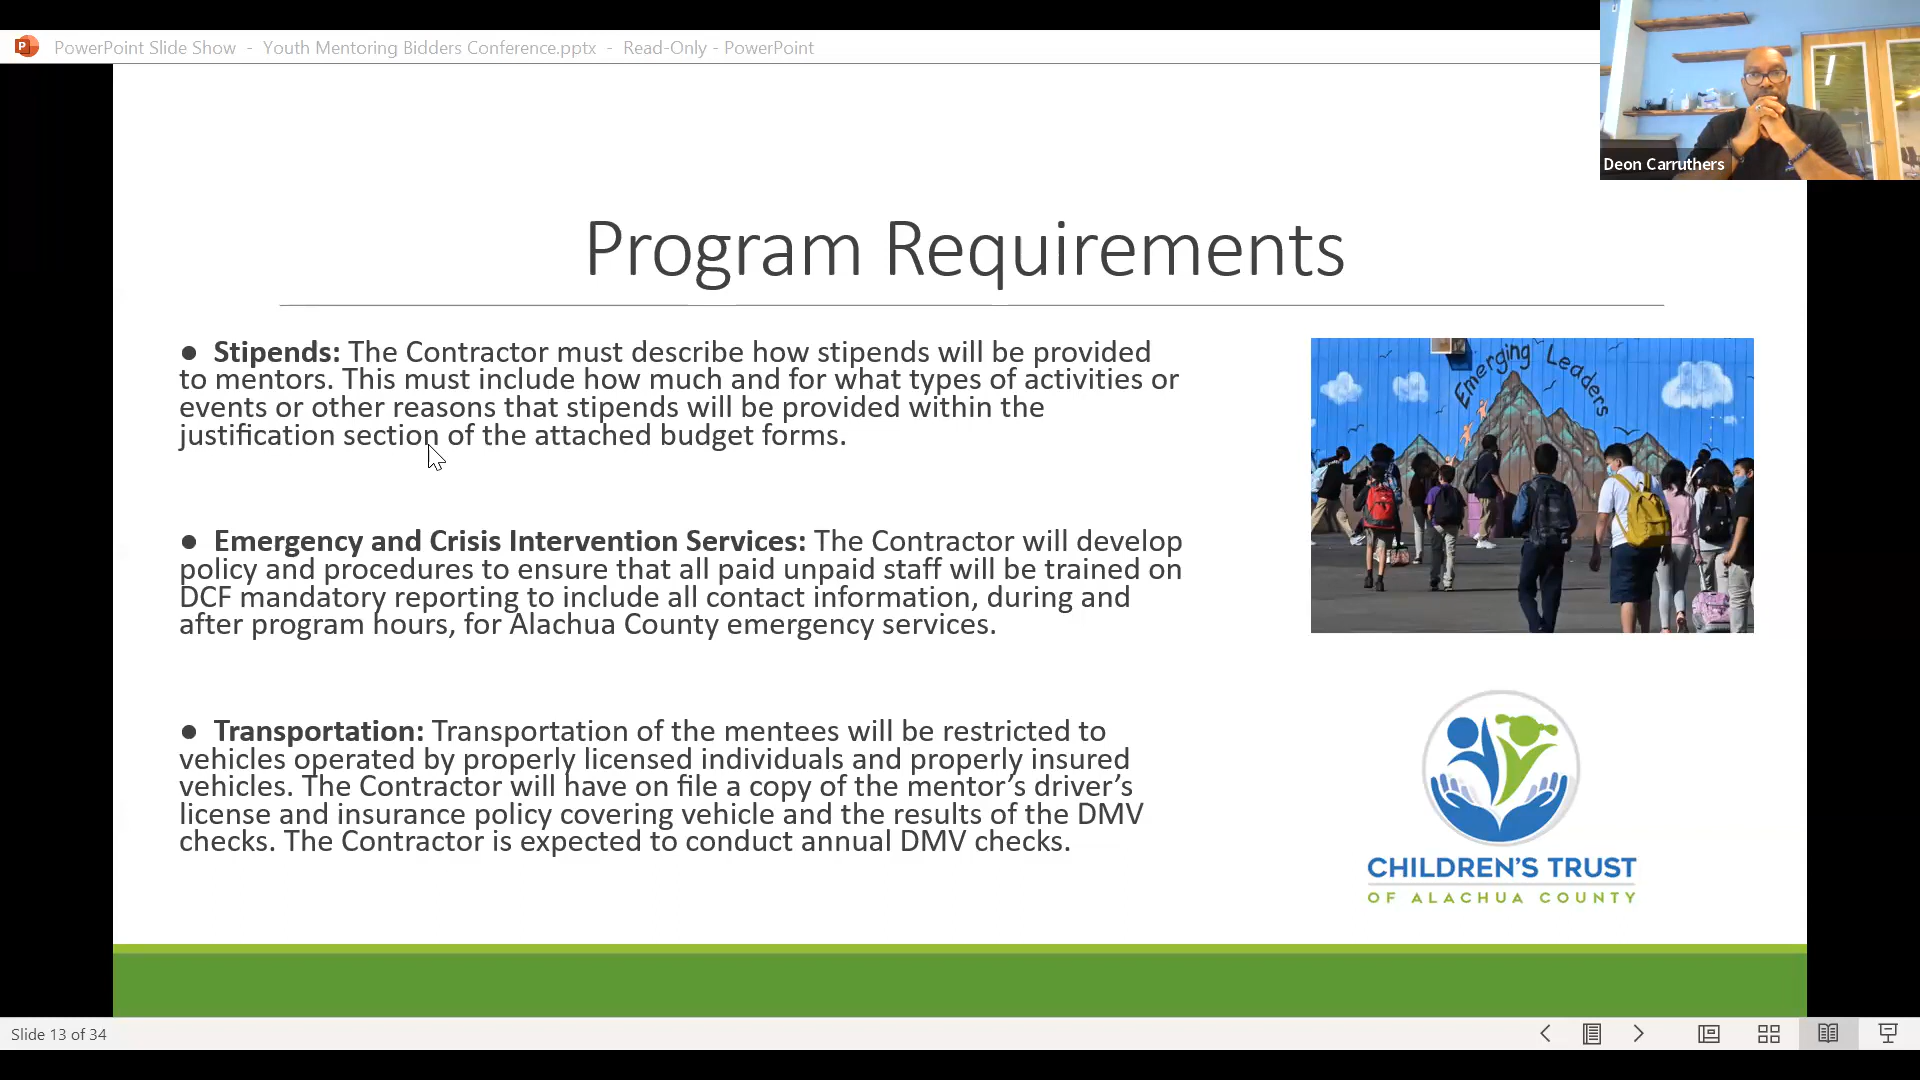 PowerPoint Slide Show - Youth Mentoring Bidders Conference.pptx - Read-Only - PowerPoint
Deon Carruthers
Program Requirements
● Stipends: The Contractor must describe how stipends will be provided
to mentors. This must include how much and for what types of activities or
events or other reasons that stipends will be provided within the
justification section of the attached budget forms.
● Emergency and Crisis Intervention Services: The Contractor will develop
policy and procedures to ensure that all paid unpaid staff will be trained on
DCF mandatory reporting to include all contact information, during and
after program hours, for Alachua County emergency services.
● Transportation: Transportation of the mentees will be restricted to
vehicles operated by properly licensed individuals and properly insured
vehicles. The Contractor will have on file a copy of the mentor's driver's
license and insurance policy covering vehicle and the results of the DMV
checks. The Contractor is expected to conduct annual DMV checks.
Emerging Leaders
CHILDREN'S TRUST
OF ALACHUA COUNTY
Slide 13 of 34